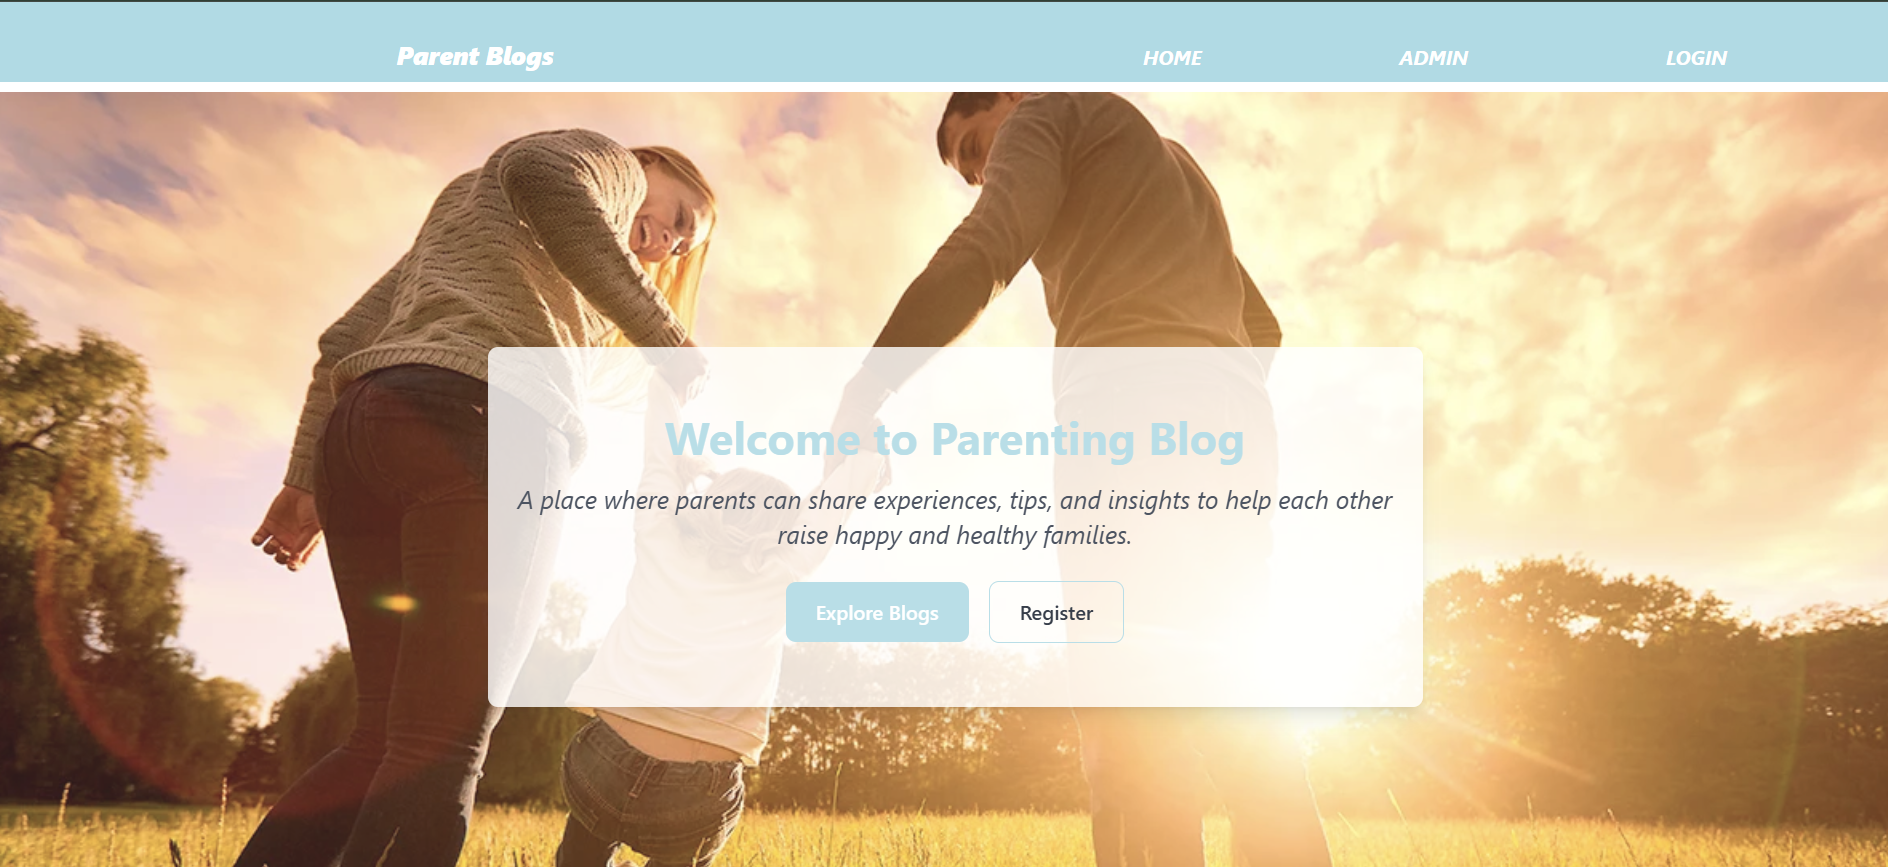 Parent Blogs
HOME
ADMIN
LOGIN
Welcome to Parenting Blog
A place where parents can share experiences, tips, and insights to help each other
raise happy and healthy families.
Explore Blogs
Register